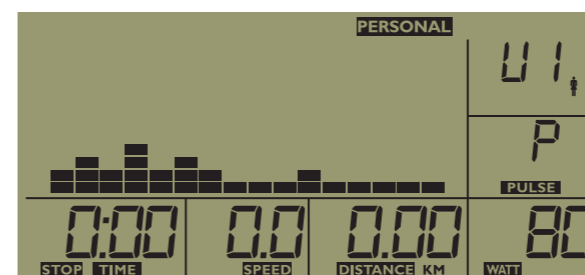 PERSONAL
U1
P
PULSE
0:00 0.0 0.00 80
STOP TIME SPEED DISTANCE KM WATT